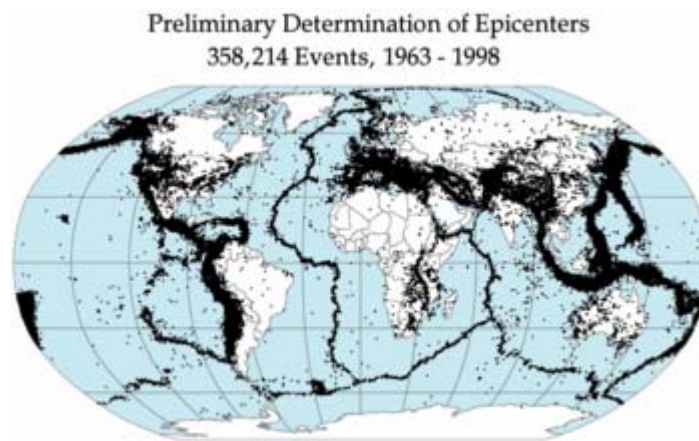 Preliminary Determination of Epicenters
358,214 Events, 1963 - 1998